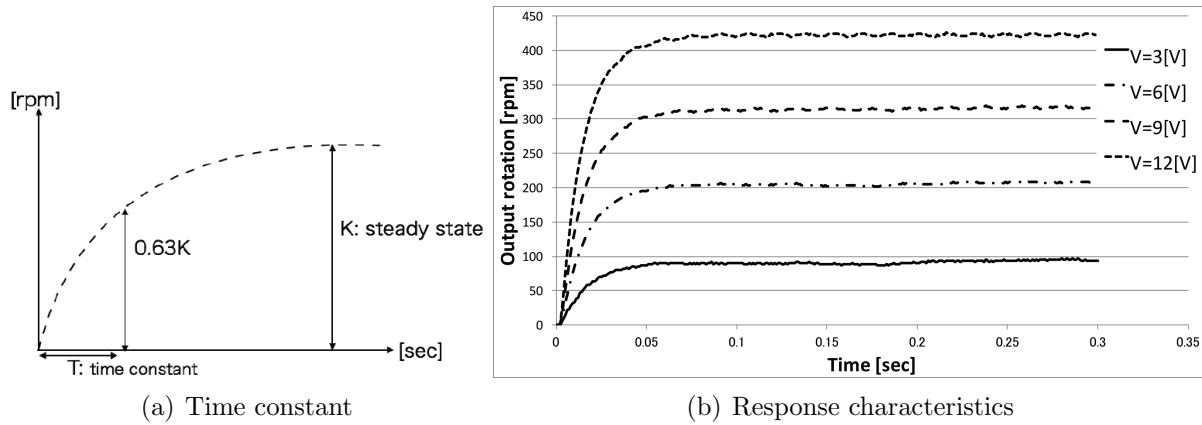 [rpm]
0.63K
K: steady state
[sec]
T: time constant
(a) Time constant
Output rotation [rpm]
450
400
350
300
250
200
150
100
50
0
0
0.05
0.1
0.15
0.2
0.25
0.3
0.35
Time [sec]
V=3[V]
V=6[V]
V=9[V]
V=12[V]
(b) Response characteristics